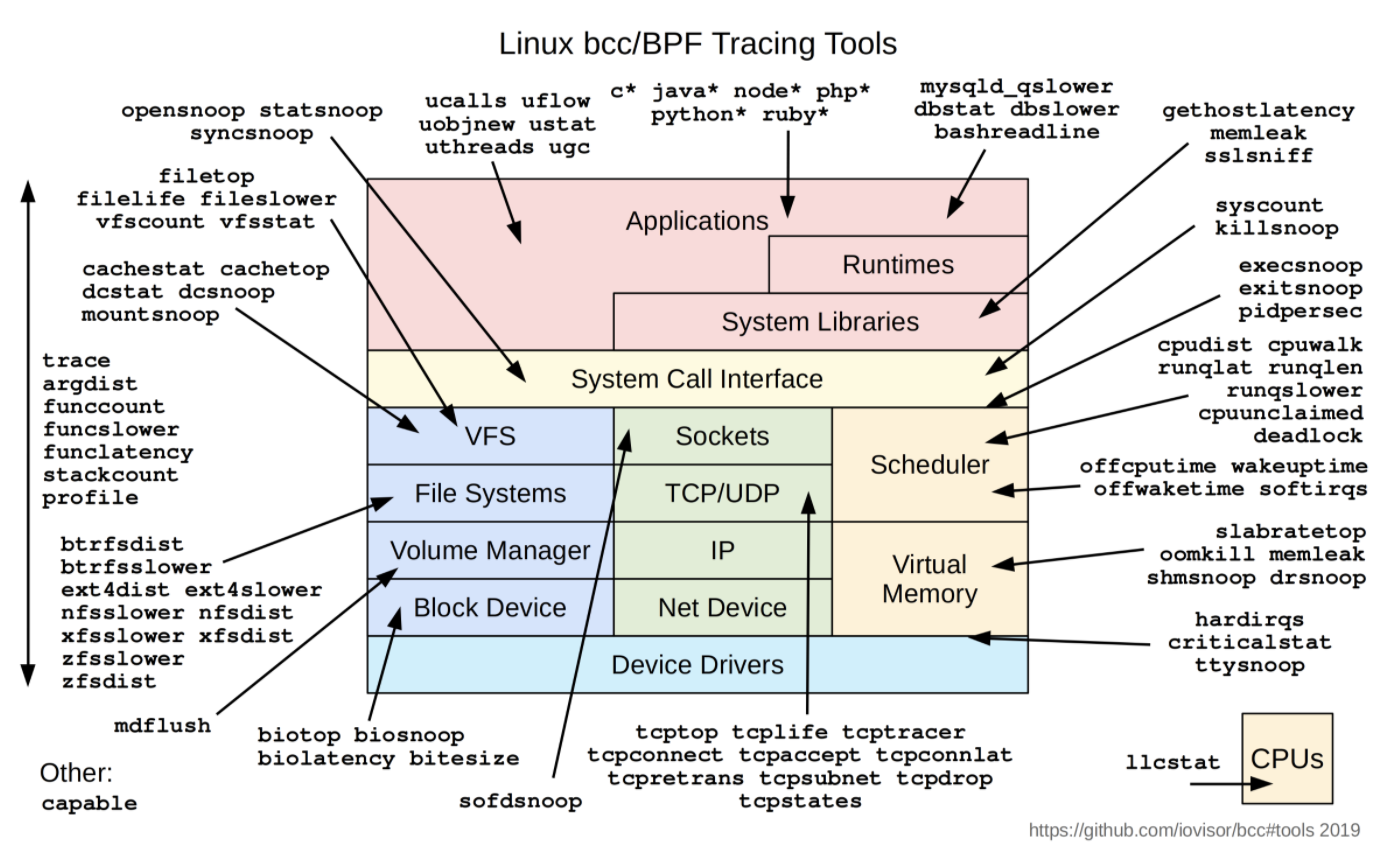 Linux bcc/BPF Tracing Tools
opensnoop statsnoop
syncsnoop
ucalls uflow
uobjnew ustat
uthreads ugc
c* java* node* php*
python* ruby*
mysqld_qslower
dbstat dbslower
bashreadline
gethostlatency
memleak
sslsniff
filetop
filelife fileslower
vfscount vfsstat
syscount
killsnoop
cachestat cachetop
dcstat dcsnoop
mountsnoop
execsnoop
exitsnoop
pidpersec
trace
argdist
funccount
funcslower
funclatency
stackcount
profile
cpudist cpuwalk
runqlat runqlen
runqslower
cpuunclaimed
deadlock
offcputime wakeuptime
offwaketime softirqs
btrfsdist
btrfsslower
ext4dist ext4slower
nfsslower nfsdist
xfsslower xfsdist
zfsslower
zfsdist
slabratetop
oomkill memleak
shmsnoop drsnoop
hardirqs
criticalstat
ttysnoop
Applications
Runtimes
System Libraries
System Call Interface
VFS
Sockets
Scheduler
File Systems
TCP/UDP
Volume Manager
IP
Virtual
Memory
Block Device
Net Device
Device Drivers
mdflush
biotop biosnoop
biolatency bitesize
sofdsnoop
tcptop tcplife tcptracer
tcpconnect tcpaccept tcpconnlat
tcpretrans tcpsubnet tcpdrop
tcpstates
llcstat
CPUs
Other:
capable
https://github.com/iovisor/bcc#tools 2019